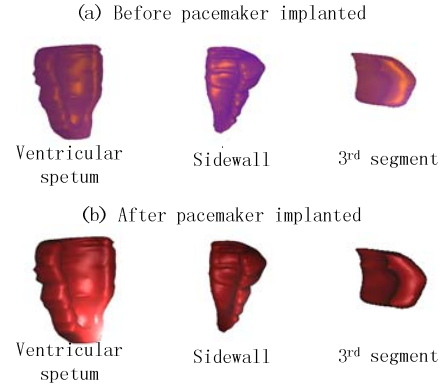 (a) Before pacemaker implanted
Ventricular
spetum
Sidewall
3rd segment
(b) After pacemaker implanted
Ventricular
spetum
Sidewall
3rd segment